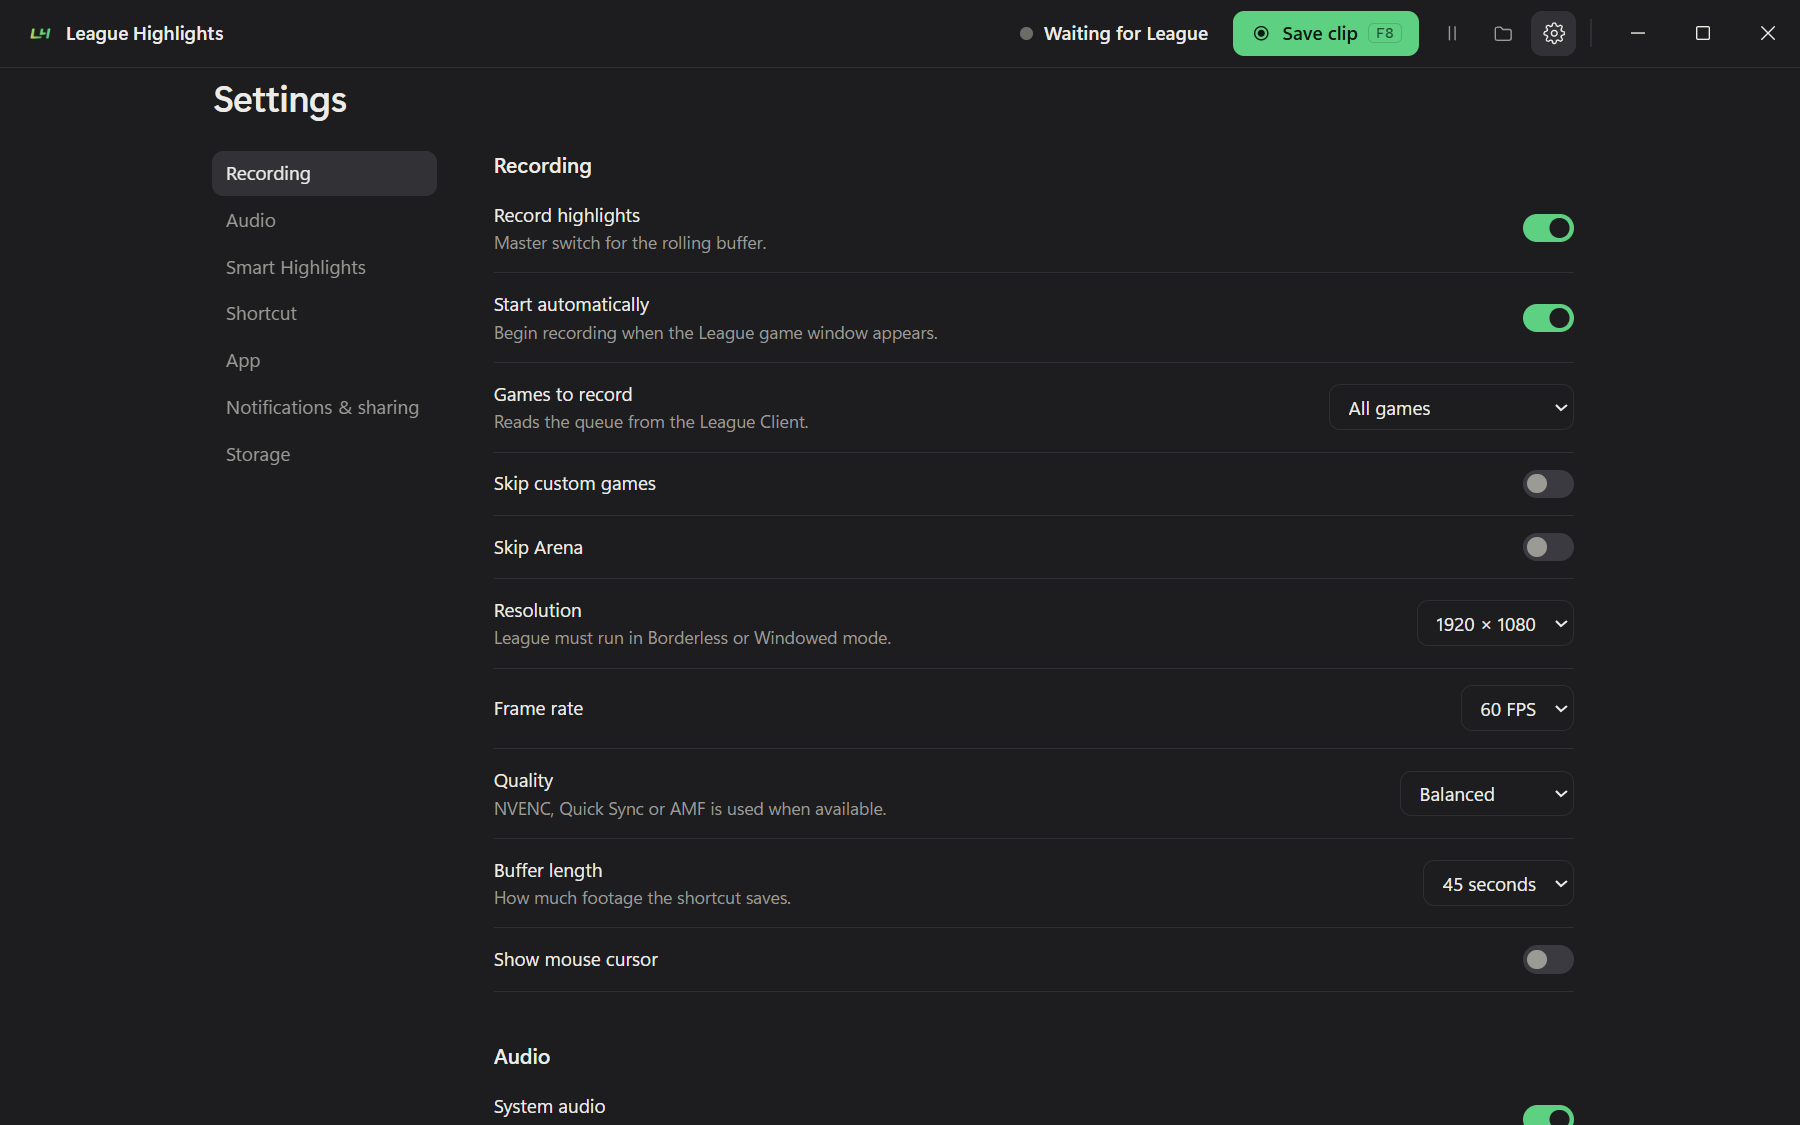 LH League Highlights
Waiting for League
Save clip F8
Settings
Recording
Audio
Smart Highlights
Shortcut
App
Notifications & sharing
Storage
Recording
Record highlights
Master switch for the rolling buffer.
Start automatically
Begin recording when the League game window appears.
Games to record
Reads the queue from the League Client.
All games
Skip custom games
Skip Arena
Resolution
League must run in Borderless or Windowed mode.
1920 × 1080
Frame rate
60 FPS
Quality
NVENC, Quick Sync or AMF is used when available.
Balanced
Buffer length
How much footage the shortcut saves.
45 seconds
Show mouse cursor
Audio
System audio